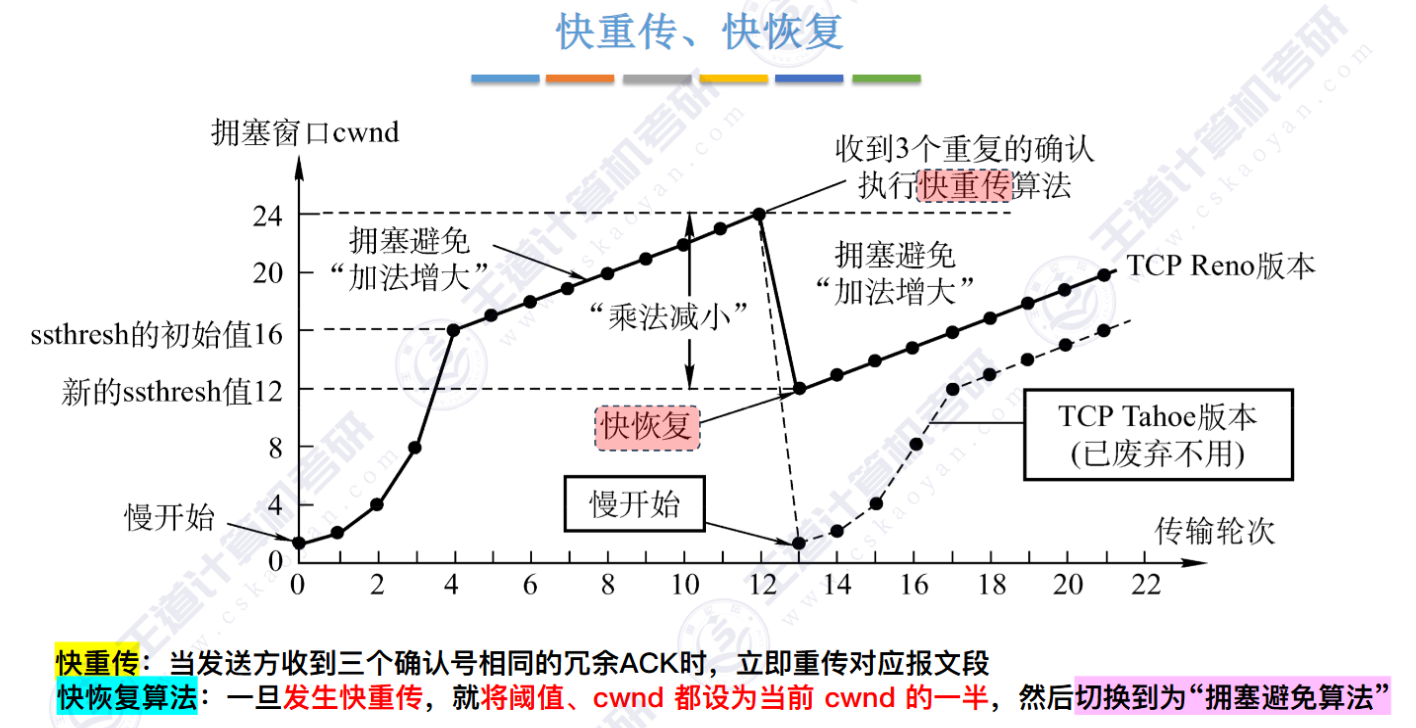 快重传、快恢复
拥塞窗口cwnd
收到3个重复的确认
执行快重传算法
24
拥塞避免
“加法增大”
拥塞避免
“加法增大”
20
TCP Reno版本
“乘法减小”
ssthresh的初始值16
新的ssthresh值12
快恢复
TCP Tahoe版本
(已废弃不用)
8
4
慢开始
慢开始
传输轮次
0
0 2 4 6 8 10 12 14 16 18 20 22
快重传：当发送方收到三个确认号相同的冗余ACK时，立即重传对应报文段
快恢复算法：一旦发生快重传，就将阈值、cwnd 都设为当前 cwnd 的一半，然后切换到为“拥塞避免算法”
王道计算机考研
www.cskaoyan.com